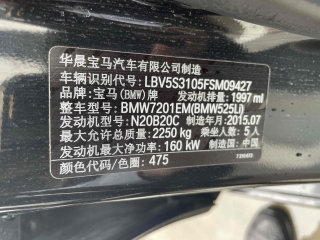 华晨宝马汽车有限公司制造
车辆识别代号:LBV5S3105FSM09427
品牌:宝马(BMW)牌 发动机排量:1997 ml
整车型号:BMW7201EM(BMW525Li)
发动机型号:N20B20C 制造年月:2015.07
最大允许总质量:2250 kg 乘坐人数:5人
发动机最大净功率:160 kW 制造国:中国
颜色代码/色圈:475